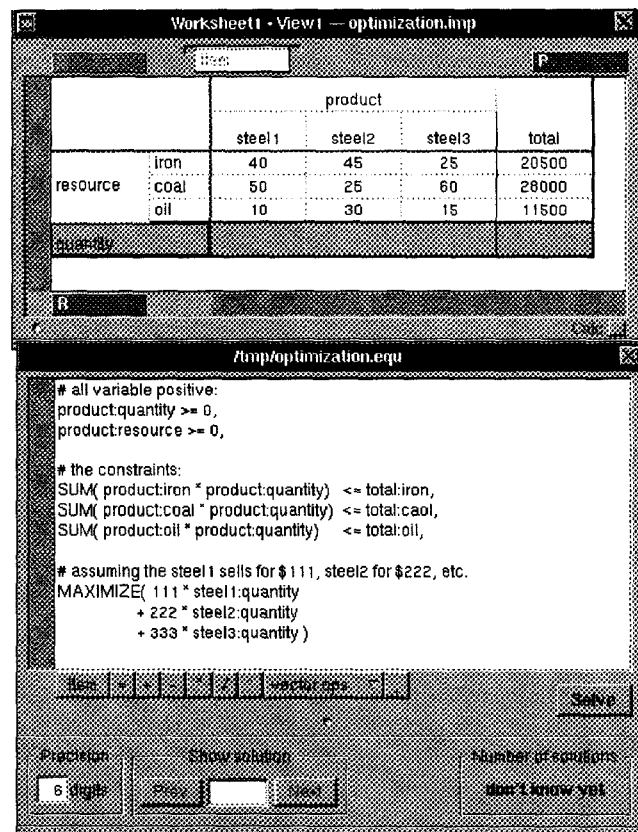 Worksheet1 • View1 — optimization.imp
item
R
product
steel1 steel2 steel3 total
iron 40 45 25 20500
resource coal 50 25 60 28000
oil 10 30 15 11500
quantity
R
Calc
/tmp/optimization.equ
# all variable positive:
product:quantity >= 0,
product:resource >= 0,
# the constraints:
SUM( product:iron * product:quantity) <= total:iron,
SUM( product:coal * product:quantity) <= total:caol,
SUM( product:oil * product:quantity) <= total:oil,
# assuming the steel1 sells for $111, steel2 for $222, etc.
MAXIMIZE( 111 * steel1:quantity
+ 222 * steel2:quantity
+ 333 * steel3:quantity )
item = + - * / vector ops
Solve
Precision Show solution Number of solutions
6 digits Prev Next don't know yet